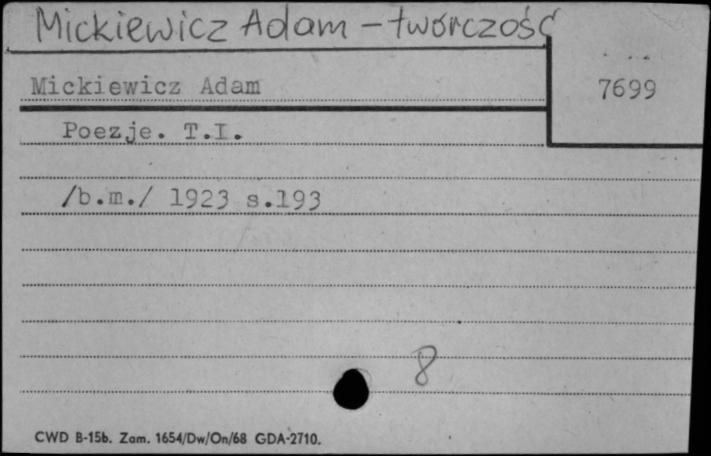 Mickiewicz Adam – twórczość
Mickiewicz Adam
7699
Poezje. T.I.
/b.m./ 1923 s.193
8
CWD B-15b. Zam. 1654/Dw/On/68 GDA-2710.